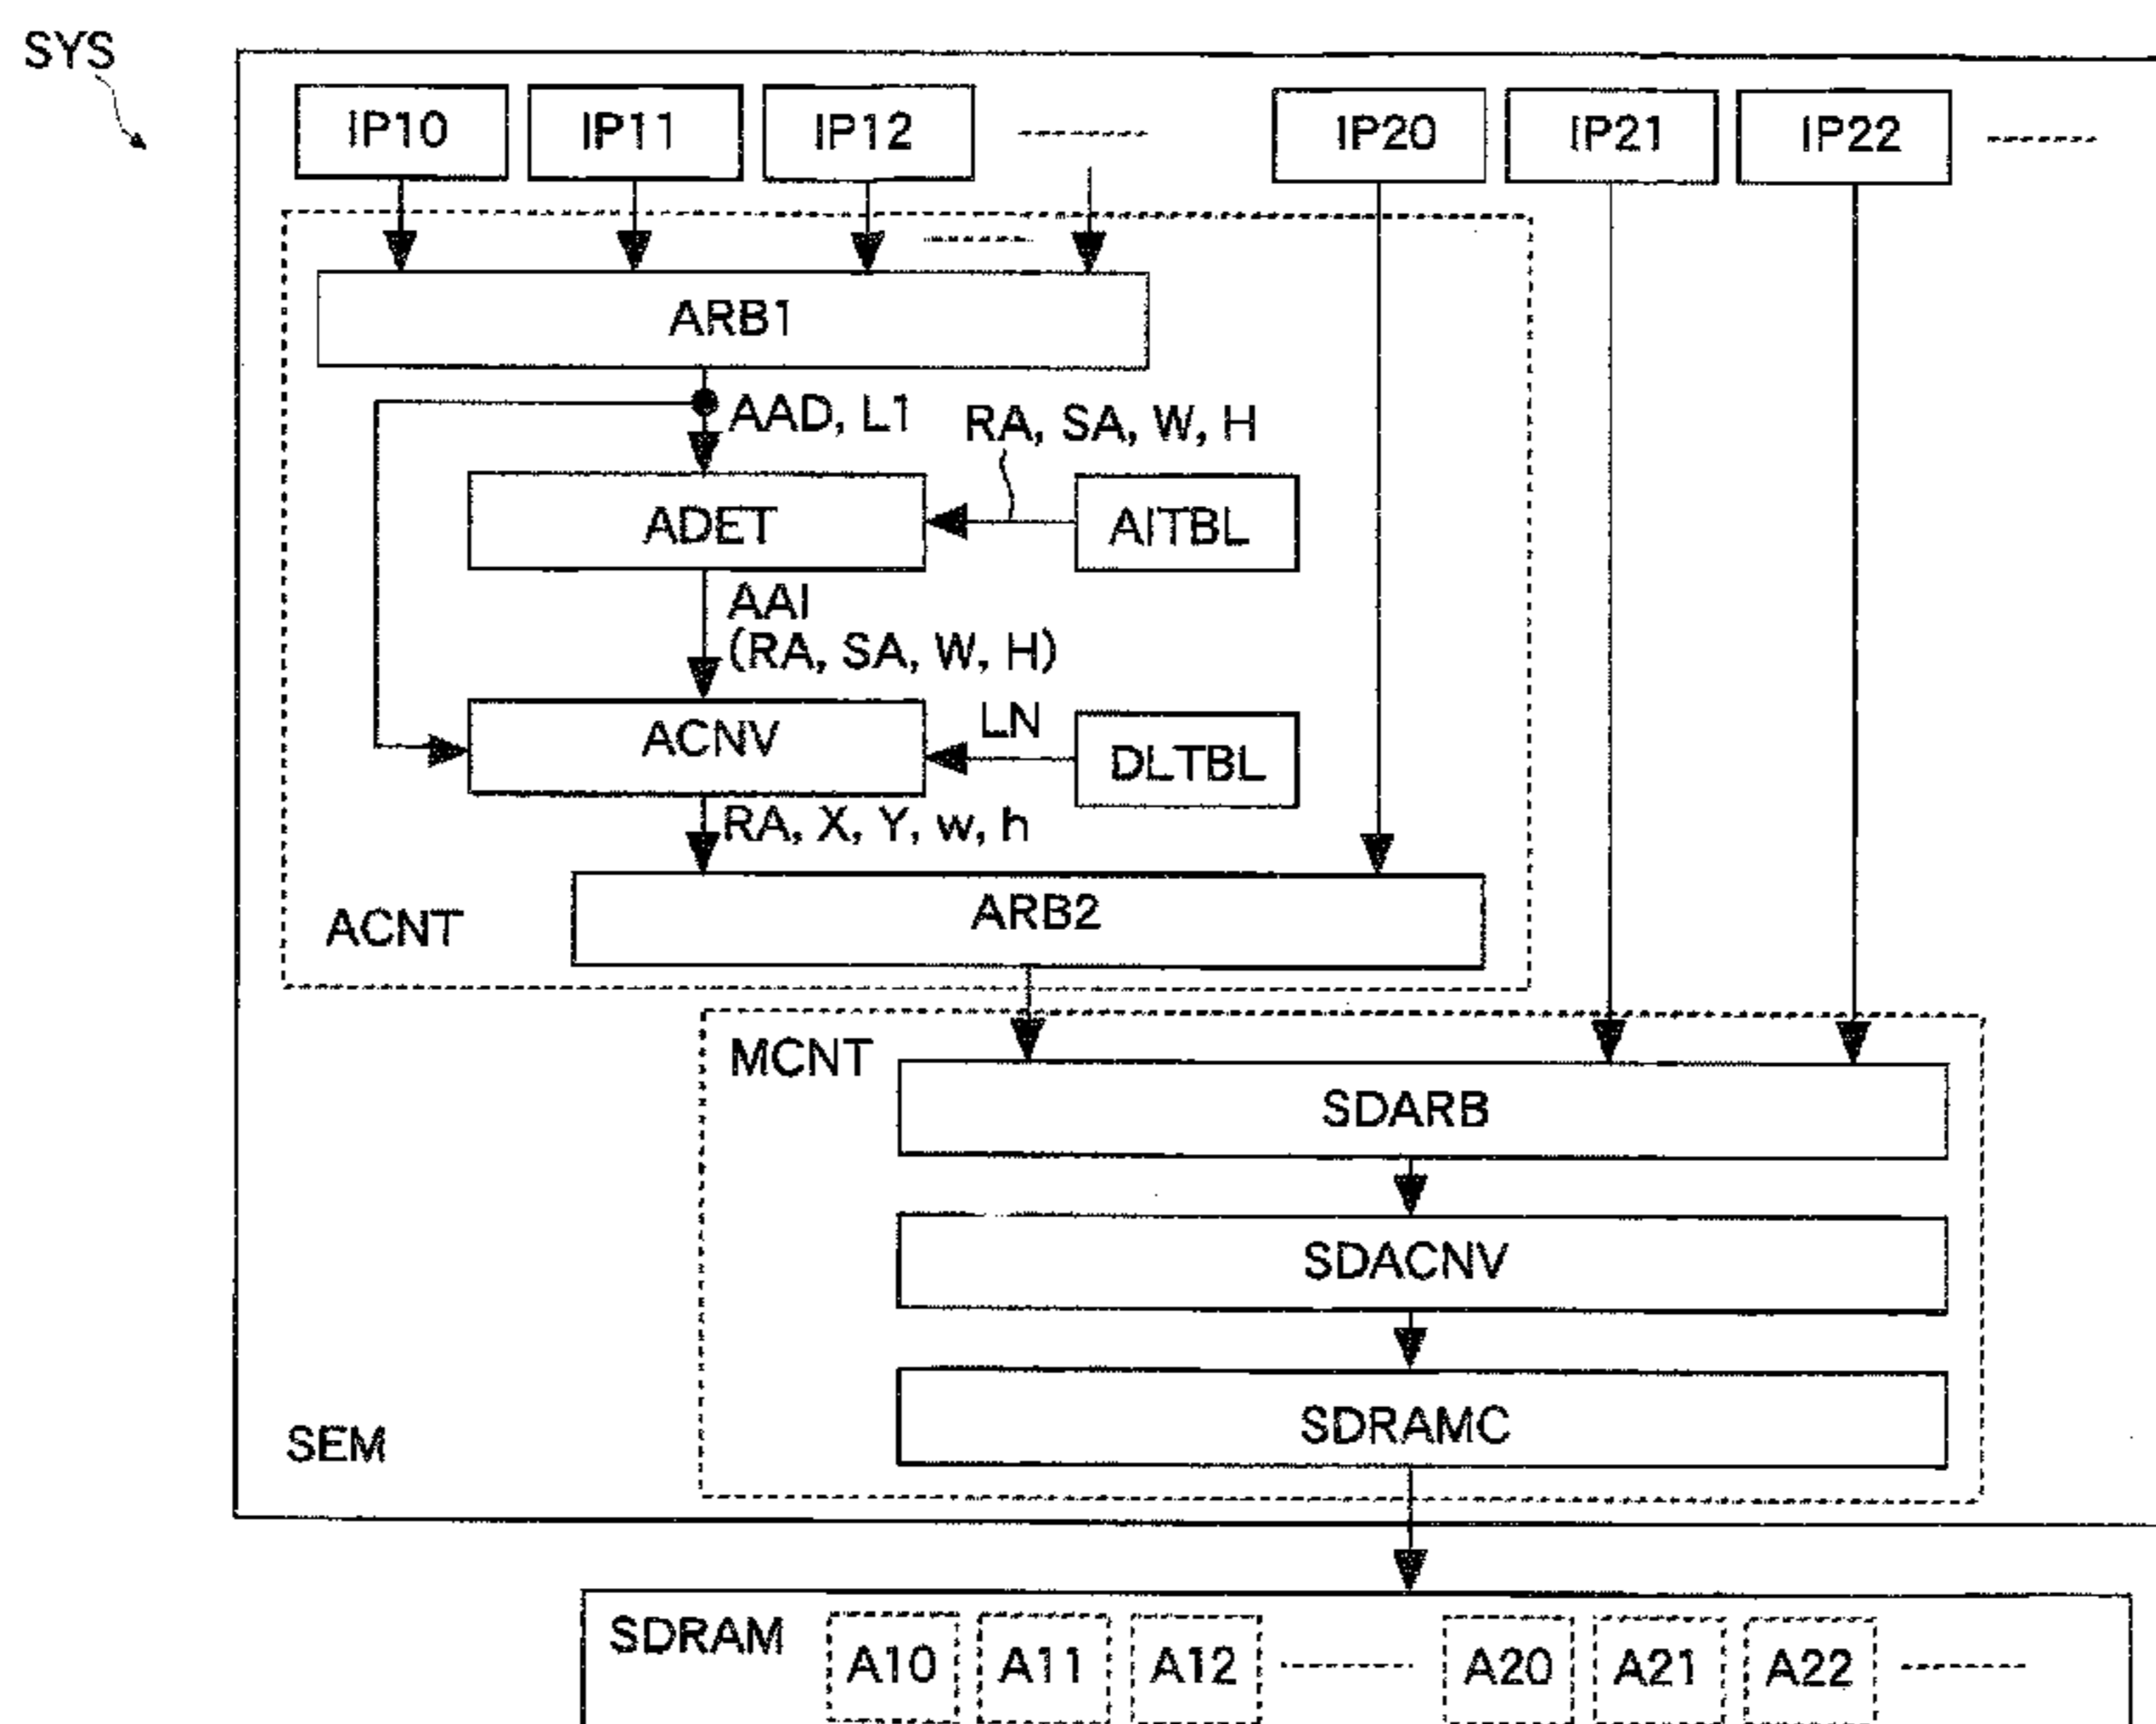 SYS
IP10 IP11 IP12 IP20 IP21 IP22
ARB1
AAD, L1
RA, SA, W, H
ADET AITBL
AAI
(RA, SA, W, H)
LN
ACNV DLTBL
RA, X, Y, w, h
ARB2
ACNT
MCNT
SDARB
SDACNV
SDRAMC
SEM
SDRAM A10 A11 A12 A20 A21 A22